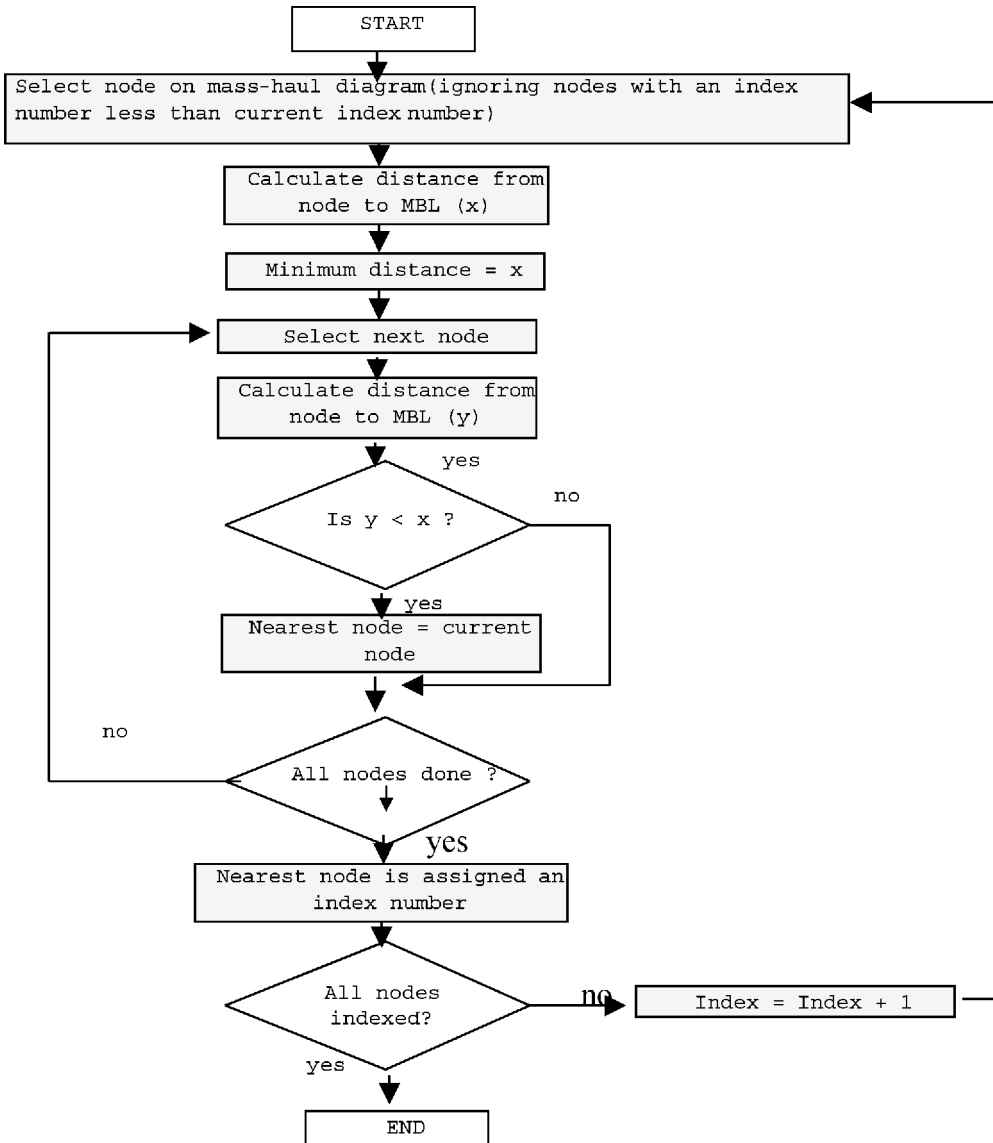 START
Select node on mass-haul diagram(ignoring nodes with an index
number less than current index number)
Calculate distance from
node to MBL (x)
Minimum distance = x
Select next node
Calculate distance from
node to MBL (y)
yes
no
Is y < x ?
yes
Nearest node = current
node
no
All nodes done ?
yes
Nearest node is assigned an
index number
All nodes
indexed?
no
Index = Index + 1
yes
END